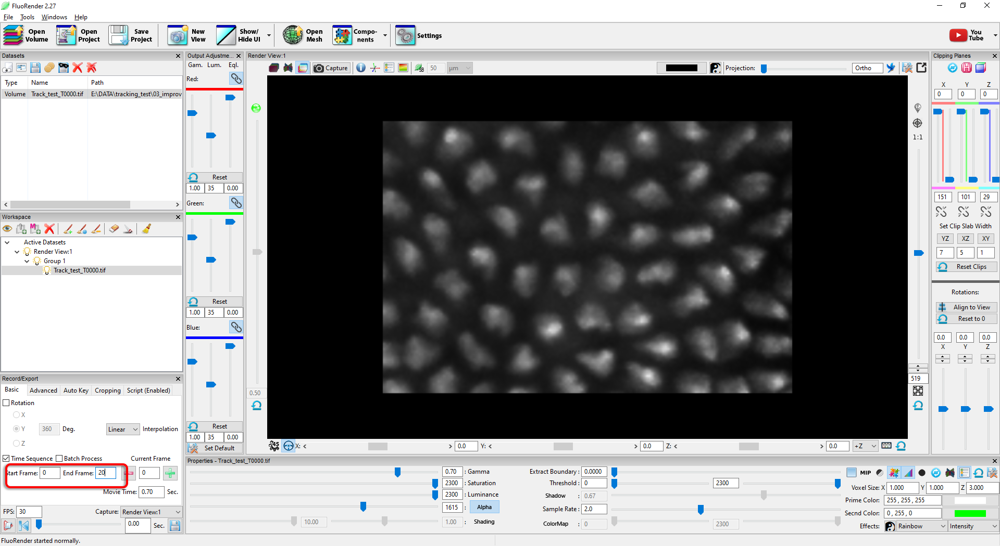 FluoRender 2.27
File Tools Windows Help
Open Volume
Open Project
Save Project
New View
Show/ Hide UI
Open Mesh
Compo- nents
Settings
You Tube
Datasets
Type Name Path
Volume Track_test_T0000.tif E:\DATA\tracking_test\03_improv
Workspace
Active Datasets
Render View:1
Group 1
Track_test_T0000.tif
Record/Export
Basic Advanced Auto Key Cropping Script (Enabled)
Rotation
X
Y 360 Deg. Linear Interpolation
Z
Time Sequence Batch Process Current Frame
Start Frame: 0 End Frame: 20 0
Movie Time: 0.70 Sec.
FPS: 30 Capture: Render View:1
0.00 Sec.
FluoRender started normally.
Output Adjustme...
Gam. Lum. Eql.
Red:
Reset
1.00 35 0.00
Green:
Reset
1.00 35 0.00
Blue:
Reset
1.00 35 0.00
Set Default
Render View:1
Capture SB 50 µm Projection: Ortho
0.50
1:1
519
45 X: < > 0.0 Y: < > 0.0 Z: < > 0.0 +Z 000
Properties - Track_test_T0000.tif
0.70 : Gamma Extract Boundary : 0.0000 MIP
2300 : Saturation Threshold : 0 2300
2300 : Luminance Shadow : 0.67 Voxel Size: X 1.000 Y 1.000 Z 3.000
1615 : Alpha Sample Rate : 2.0 Prime Color: 255 , 255 , 255
Secnd Color: 0 , 255 , 0
10.00 1.00 : Shading ColorMap : 0 2300 Effects: Rainbow Intensity
Clipping Planes
X Y Z
0 0 0
151 101 29
Set Clip Slab Width
YZ XZ XY
7 5 1
Reset Clips
Rotations:
Align to View
Reset to 0
0.0 0.0 0.0
X Y Z